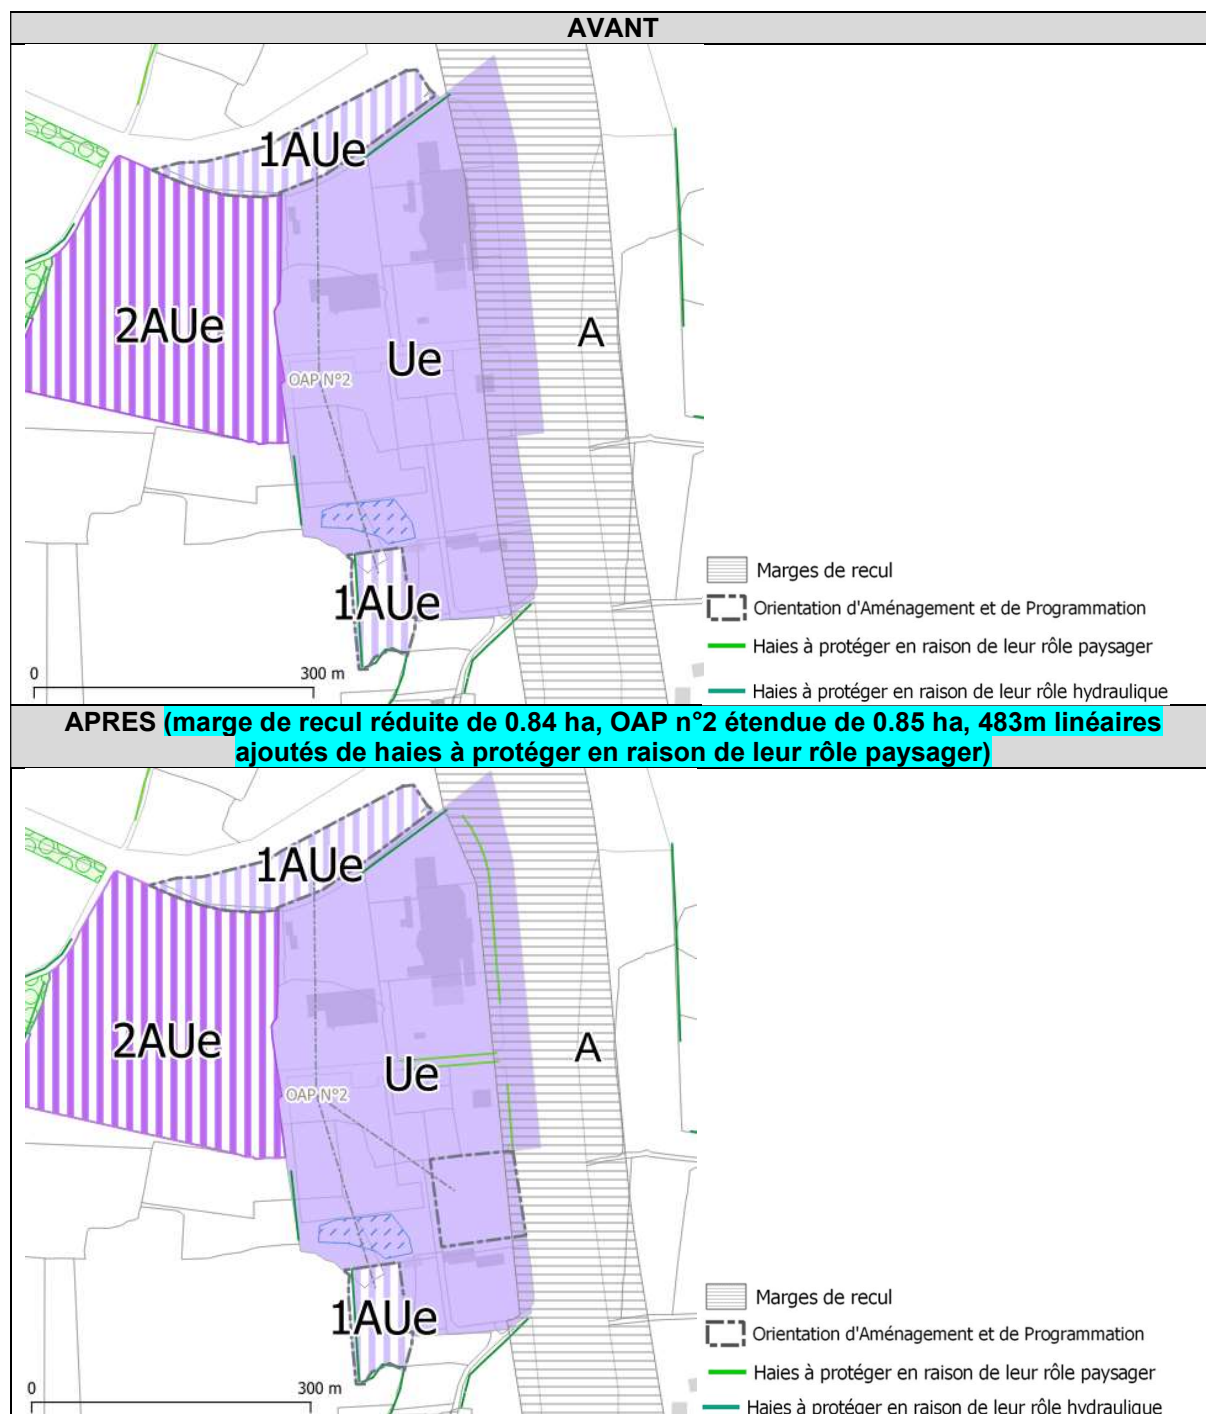 AVANT
1AUe
2AUe
Ue
A
OAP N°2
1AUe
0
300 m
Marges de recul
Orientation d'Aménagement et de Programmation
Haies à protéger en raison de leur rôle paysager
Haies à protéger en raison de leur rôle hydraulique
APRES (marge de recul réduite de 0.84 ha, OAP n°2 étendue de 0.85 ha, 483m linéaires
ajoutés de haies à protéger en raison de leur rôle paysager)
1AUe
2AUe
Ue
A
OAP N°2
1AUe
0
300 m
Marges de recul
Orientation d'Aménagement et de Programmation
Haies à protéger en raison de leur rôle paysager
Haies à protéger en raison de leur rôle hydraulique